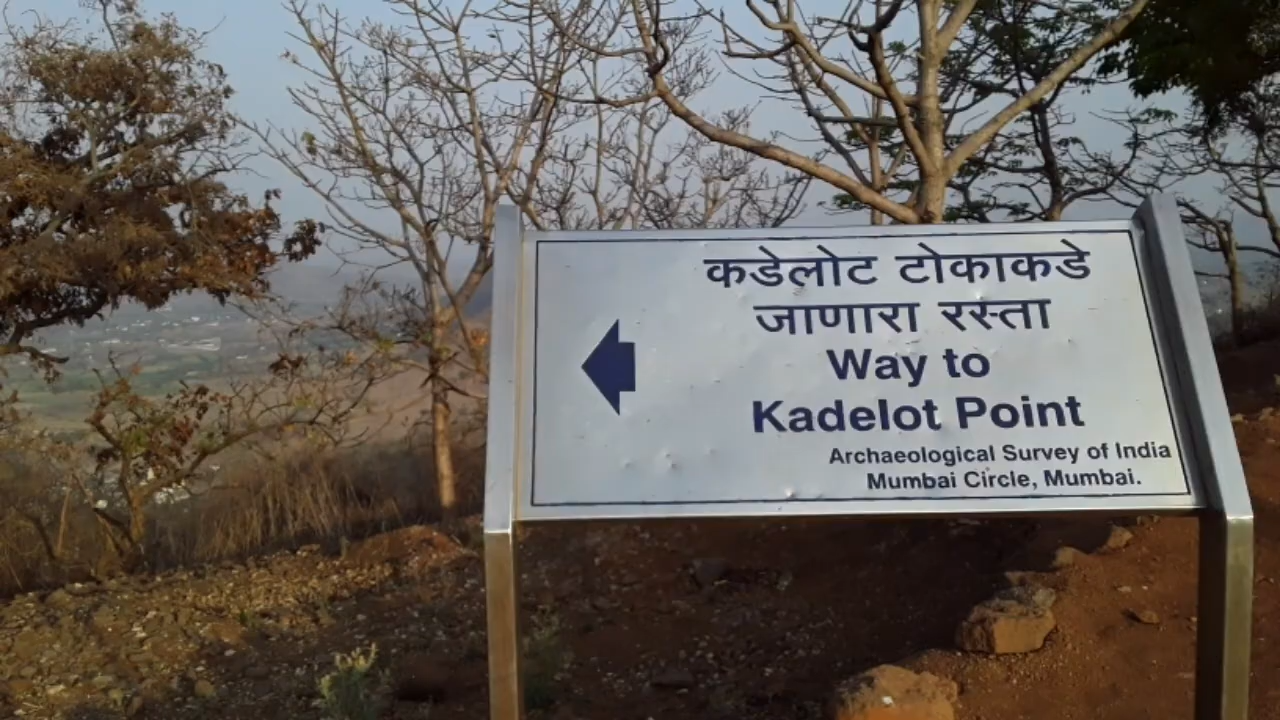 कडेलोट टोकाकडे
जाणारा रस्ता
Way to
Kadelot Point
Archaeological Survey of India
Mumbai Circle, Mumbai.